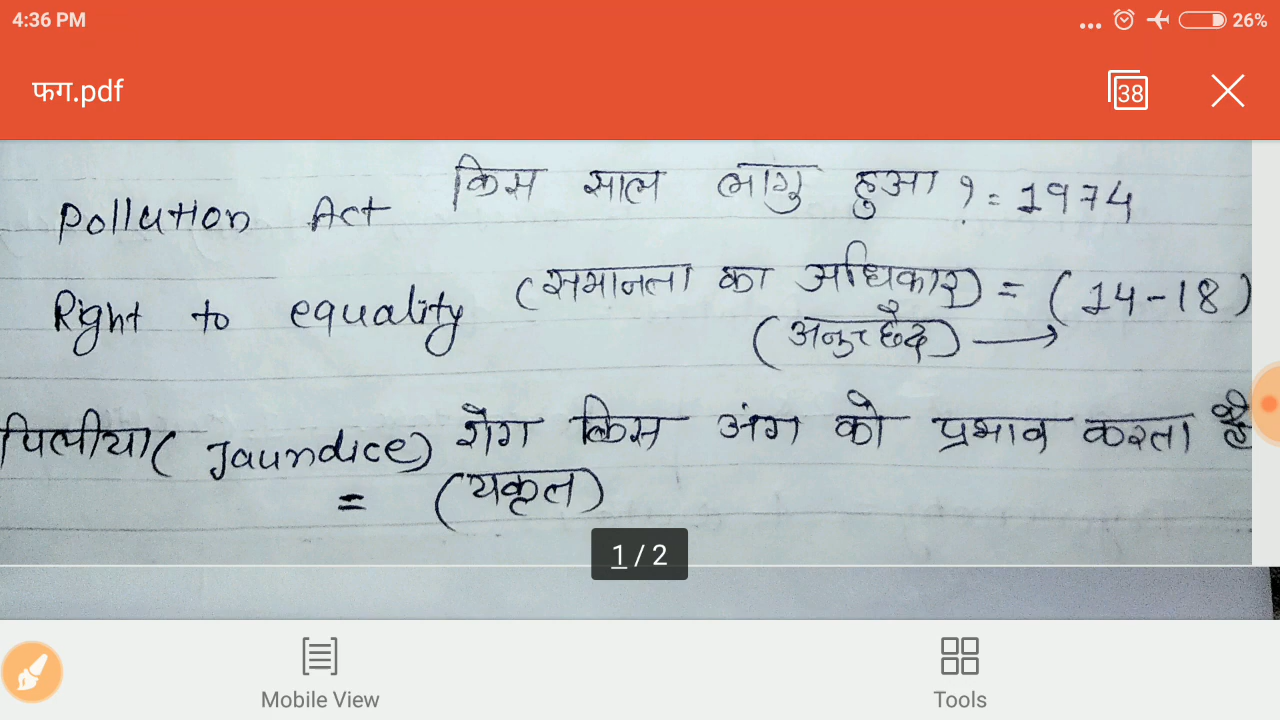 4:36 PM
... 26%
फग.pdf
38
Pollution Act किस साल लागु हुआ ? = 1974
Right to equality (समानता का अधिकार) = (14-18)
(अनुच्छैद) →
पिलीया ( Jaundice) रोग किस अंग को प्रभाव करता है
= (यकृत)
1 / 2
Mobile View
Tools